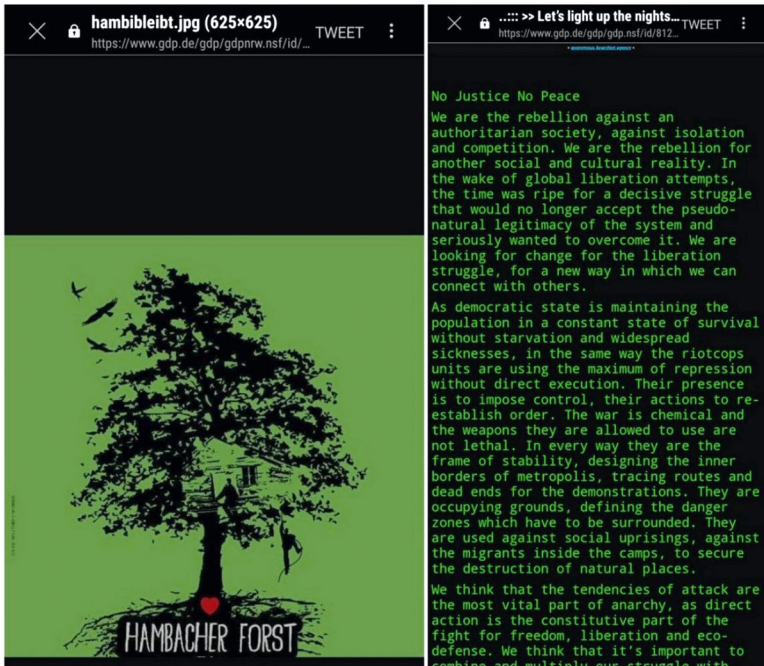 hambibleibt.jpg (625×625)
https://www.gdp.de/gdp/gdpnrw.nsf/id/...
TWEET
HAMBACHER FORST
..::: >> Let's light up the nights...
https://www.gdp.de/gdp/gdp.nsf/id/812...
TWEET
• anonymous Anarchist agency •
No Justice No Peace
We are the rebellion against an
authoritarian society, against isolation
and competition. We are the rebellion for
another social and cultural reality. In
the wake of global liberation attempts,
the time was ripe for a decisive struggle
that would no longer accept the pseudo-
natural legitimacy of the system and
seriously wanted to overcome it. We are
looking for change for the liberation
struggle, for a new way in which we can
connect with others.
As democratic state is maintaining the
population in a constant state of survival
without starvation and widespread
sicknesses, in the same way the riotcops
units are using the maximum of repression
without direct execution. Their presence
is to impose control, their actions to re-
establish order. The war is chemical and
the weapons they are allowed to use are
not lethal. In every way they are the
frame of stability, designing the inner
borders of metropolis, tracing routes and
dead ends for the demonstrations. They are
occupying grounds, defining the danger
zones which have to be surrounded. They
are used against social uprisings, against
the migrants inside the camps, to secure
the destruction of natural places.
We think that the tendencies of attack are
the most vital part of anarchy, as direct
action is the constitutive part of the
fight for freedom, liberation and eco-
defense. We think that it's important to
combine and multiply our struggle with